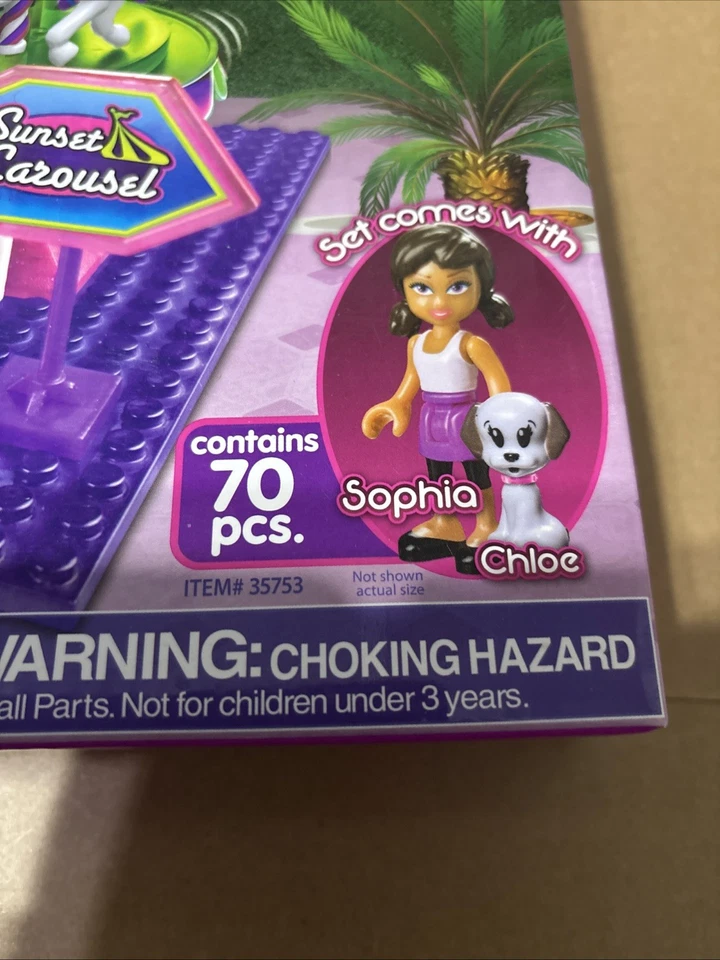 Sunset
Carousel
Set comes with
contains
70
pcs.
Sophia
Chloe
ITEM# 35753
Not shown
actual size
WARNING: CHOKING HAZARD
all Parts. Not for children under 3 years.